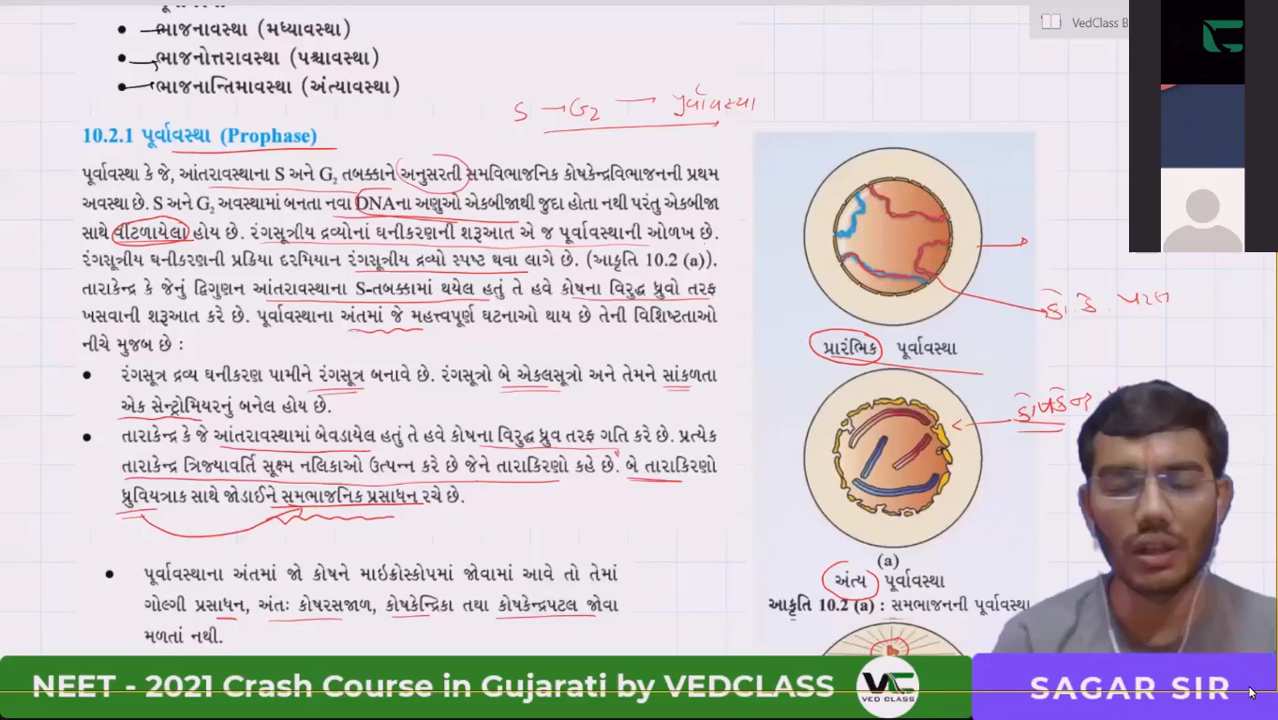 ભાજનાવસ્થા (મધ્યાવસ્થા)
ભાજનોત્તરાવસ્થા (પશ્ચાવસ્થા)
ભાજનાન્તિમાવસ્થા (અંત્યાવસ્થા)
VedClass B
S → G₂ — પૂર્વાવસ્થા
10.2.1 પૂર્વાવસ્થા (Prophase)
પૂર્વાવસ્થા કે જે, આંતરાવસ્થાના S અને G₂ તબક્કાને અનુસરતી સમવિભાજનિક કોષકેન્દ્રવિભાજનની પ્રથમ
અવસ્થા છે. S અને G₂ અવસ્થામાં બનતા નવા DNAના અણુઓ એકબીજાથી જુદા હોતા નથી પરંતુ એકબીજા
સાથે વીંટળાયેલા હોય છે. રંગસૂત્રીય દ્રવ્યોનાં ઘનીકરણની શરૂઆત એ જ પૂર્વાવસ્થાની ઓળખ છે.
રંગસૂત્રીય ઘનીકરણની પ્રક્રિયા દરમિયાન રંગસૂત્રીય દ્રવ્યો સ્પષ્ટ થવા લાગે છે. (આકૃતિ 10.2 (a)).
તારાકેન્દ્ર કે જેનું દ્વિગુણન આંતરાવસ્થાના S-તબક્કામાં થયેલ હતું તે હવે કોષના વિરુદ્ધ ધ્રુવો તરફ
ખસવાની શરૂઆત કરે છે. પૂર્વાવસ્થાના અંતમાં જે મહત્ત્વપૂર્ણ ઘટનાઓ થાય છે તેની વિશિષ્ટતાઓ
નીચે મુજબ છે :
રંગસૂત્ર દ્રવ્ય ઘનીકરણ પામીને રંગસૂત્ર બનાવે છે. રંગસૂત્રો બે એકલસૂત્રો અને તેમને સાંકળતા
એક સેન્ટ્રોમિયરનું બનેલ હોય છે.
તારાકેન્દ્ર કે જે આંતરાવસ્થામાં બેવડાયેલ હતું તે હવે કોષના વિરુદ્ધ ધ્રુવ તરફ ગતિ કરે છે. પ્રત્યેક
તારાકેન્દ્ર ત્રિજ્યાવર્તિ સૂક્ષ્મ નલિકાઓ ઉત્પન્ન કરે છે જેને તારાકિરણો કહે છે. બે તારાકિરણો
ધ્રુવિયત્રાક સાથે જોડાઈને સમભાજનિક પ્રસાધન રચે છે.
પૂર્વાવસ્થાના અંતમાં જો કોષને માઇક્રોસ્કોપમાં જોવામાં આવે તો તેમાં
ગોલ્ગી પ્રસાધન, અંતઃ કોષરસજાળ, કોષકેન્દ્રિકા તથા કોષકેન્દ્રપટલ જોવા
મળતાં નથી.
કો. કે. પટલ
પ્રારંભિક પૂર્વાવસ્થા
(a)
અંત્ય પૂર્વાવસ્થા
આકૃતિ 10.2 (a) : સમભાજનની પૂર્વાવસ્થા
NEET - 2021 Crash Course in Gujarati by VEDCLASS
VED CLASS
SAGAR SIR